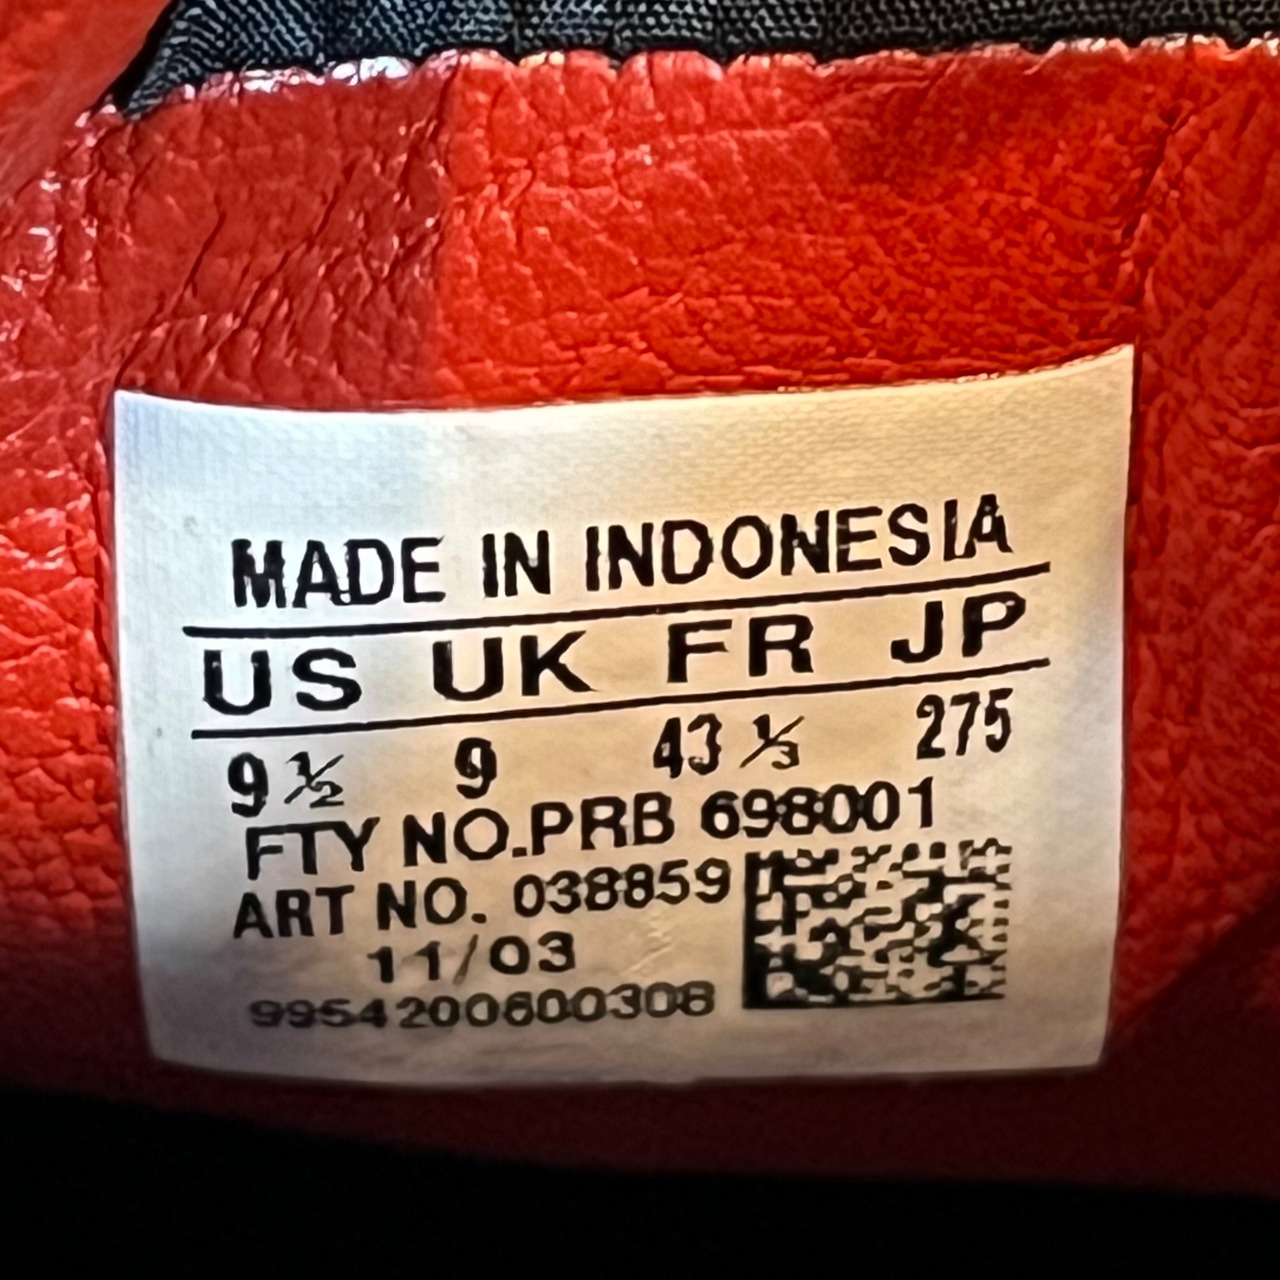 MADE IN INDONESIA
US UK FR JP
9 ½ 9 43 ⅓ 275
FTY NO.PRB 698001
ART NO. 038859
11/03
9954200600308